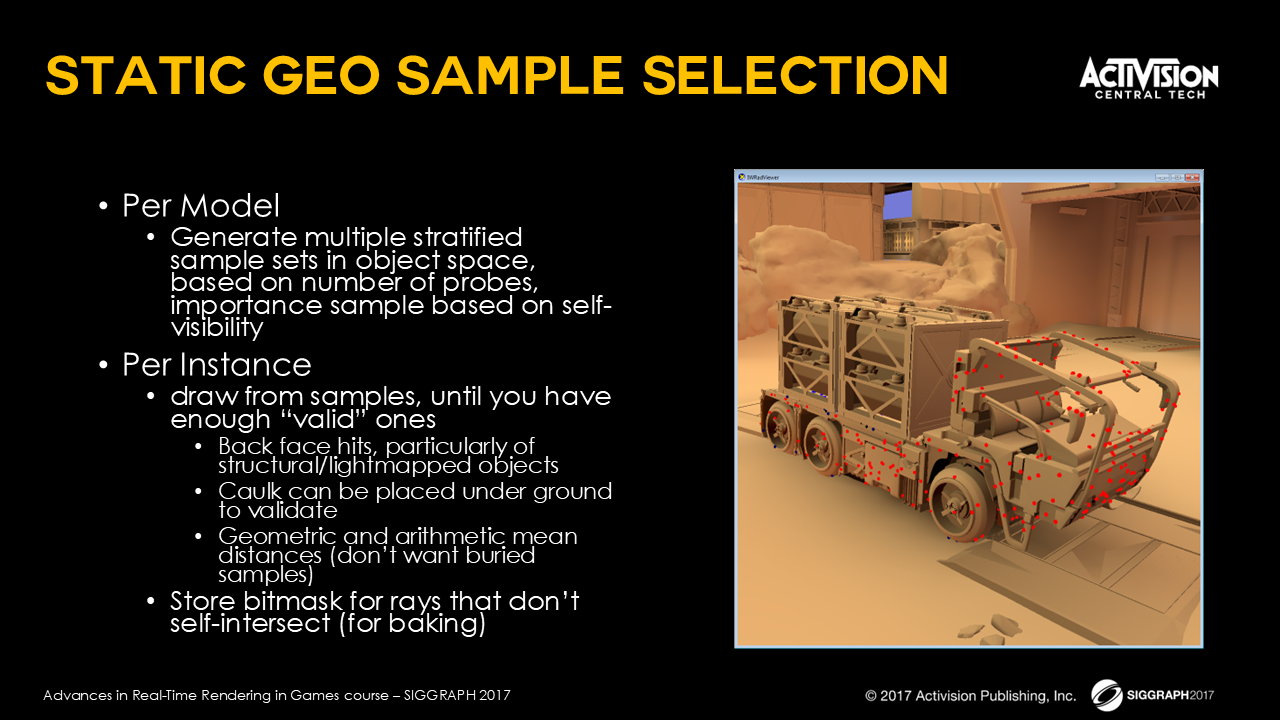 STATIC GEO SAMPLE SELECTION
ACTIVISION
CENTRAL TECH
• Per Model
• Generate multiple stratified
sample sets in object space,
based on number of probes,
importance sample based on self-
visibility
• Per Instance
• draw from samples, until you have
enough “valid” ones
• Back face hits, particularly of
structural/lightmapped objects
• Caulk can be placed under ground
to validate
• Geometric and arithmetic mean
distances (don’t want buried
samples)
• Store bitmask for rays that don’t
self-intersect (for baking)
Advances in Real-Time Rendering in Games course – SIGGRAPH 2017
© 2017 Activision Publishing, Inc.
SIGGRAPH2017